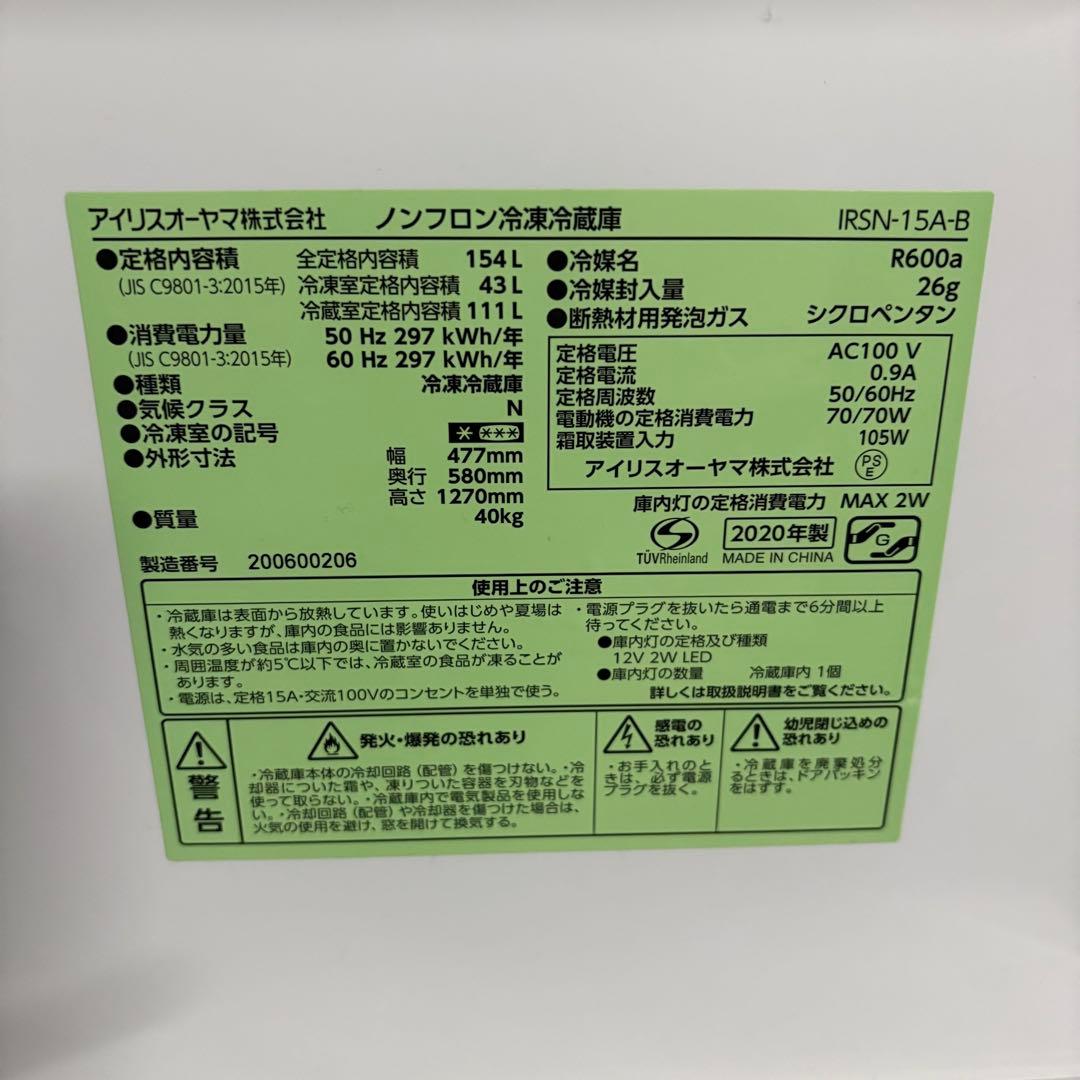 アイリスオーヤマ株式会社 ノンフロン冷凍冷蔵庫 IRSN-15A-B
●定格内容積 全定格内容積 154 L
(JIS C9801-3:2015年) 冷凍室定格内容積 43 L
冷蔵室定格内容積 111 L
●消費電力量 50 Hz 297 kWh/年
(JIS C9801-3:2015年) 60 Hz 297 kWh/年
●種類 冷凍冷蔵庫
●気候クラス N
●冷凍室の記号 * ***
●外形寸法 幅 477mm
奥行 580mm
高さ 1270mm
●質量 40kg
製造番号 200600206
●冷媒名 R600a
●冷媒封入量 26g
●断熱材用発泡ガス シクロペンタン
定格電圧 AC100 V
定格電流 0.9A
定格周波数 50/60Hz
電動機の定格消費電力 70/70W
霜取装置入力 105W
アイリスオーヤマ株式会社 PSE
庫内灯の定格消費電力 MAX 2W
TÜVRheinland
2020年製
MADE IN CHINA
G
使用上のご注意
・冷蔵庫は表面から放熱しています。使いはじめや夏場は
熱くなりますが、庫内の食品には影響ありません。
・水気の多い食品は庫内の奥に置かないでください。
・周囲温度が約5℃以下では、冷蔵室の食品が凍ることが
あります。
・電源は、定格15A・交流100Vのコンセントを単独で使う。
・電源プラグを抜いたら通電まで6分間以上
待ってください。
●庫内灯の定格及び種類
12V 2W LED
●庫内灯の数量 冷蔵庫内 1個
詳しくは取扱説明書をご覧ください。
警告
発火・爆発の恐れあり
・冷蔵庫本体の冷却回路（配管）を傷つけない。・冷
却器についた霜や、凍りついた容器を刃物などを
使って取らない。・冷蔵庫内で電気製品を使用しな
い。・冷却回路（配管）や冷却器を傷つけた場合は、
火気の使用を避け、窓を開けて換気する。
感電の
恐れあり
・お手入れのと
きは、必ず電源
プラグを抜く。
幼児閉じ込めの
恐れあり
・冷蔵庫を廃棄処分
るときは、ドアパッキン
をはずす。